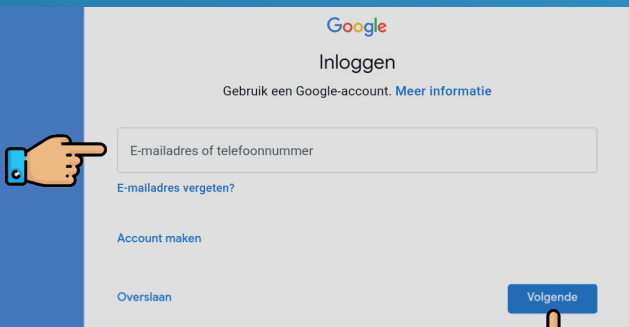 Google
Inloggen
Gebruik een Google-account. Meer informatie
E-mailadres of telefoonnummer
E-mailadres vergeten?
Account maken
Overslaan
Volgende